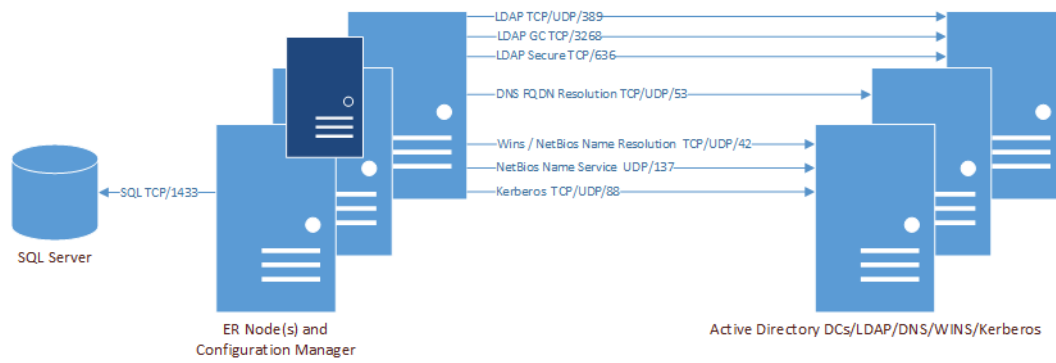 LDAP TCP/UDP/389
LDAP GC TCP/3268
LDAP Secure TCP/636
DNS FQDN Resolution TCP/UDP/53
Wins / NetBios Name Resolution TCP/UDP/42
NetBios Name Service UDP/137
Kerberos TCP/UDP/88
SQL TCP/1433
SQL Server
ER Node(s) and
Configuration Manager
Active Directory DCs/LDAP/DNS/WINS/Kerberos